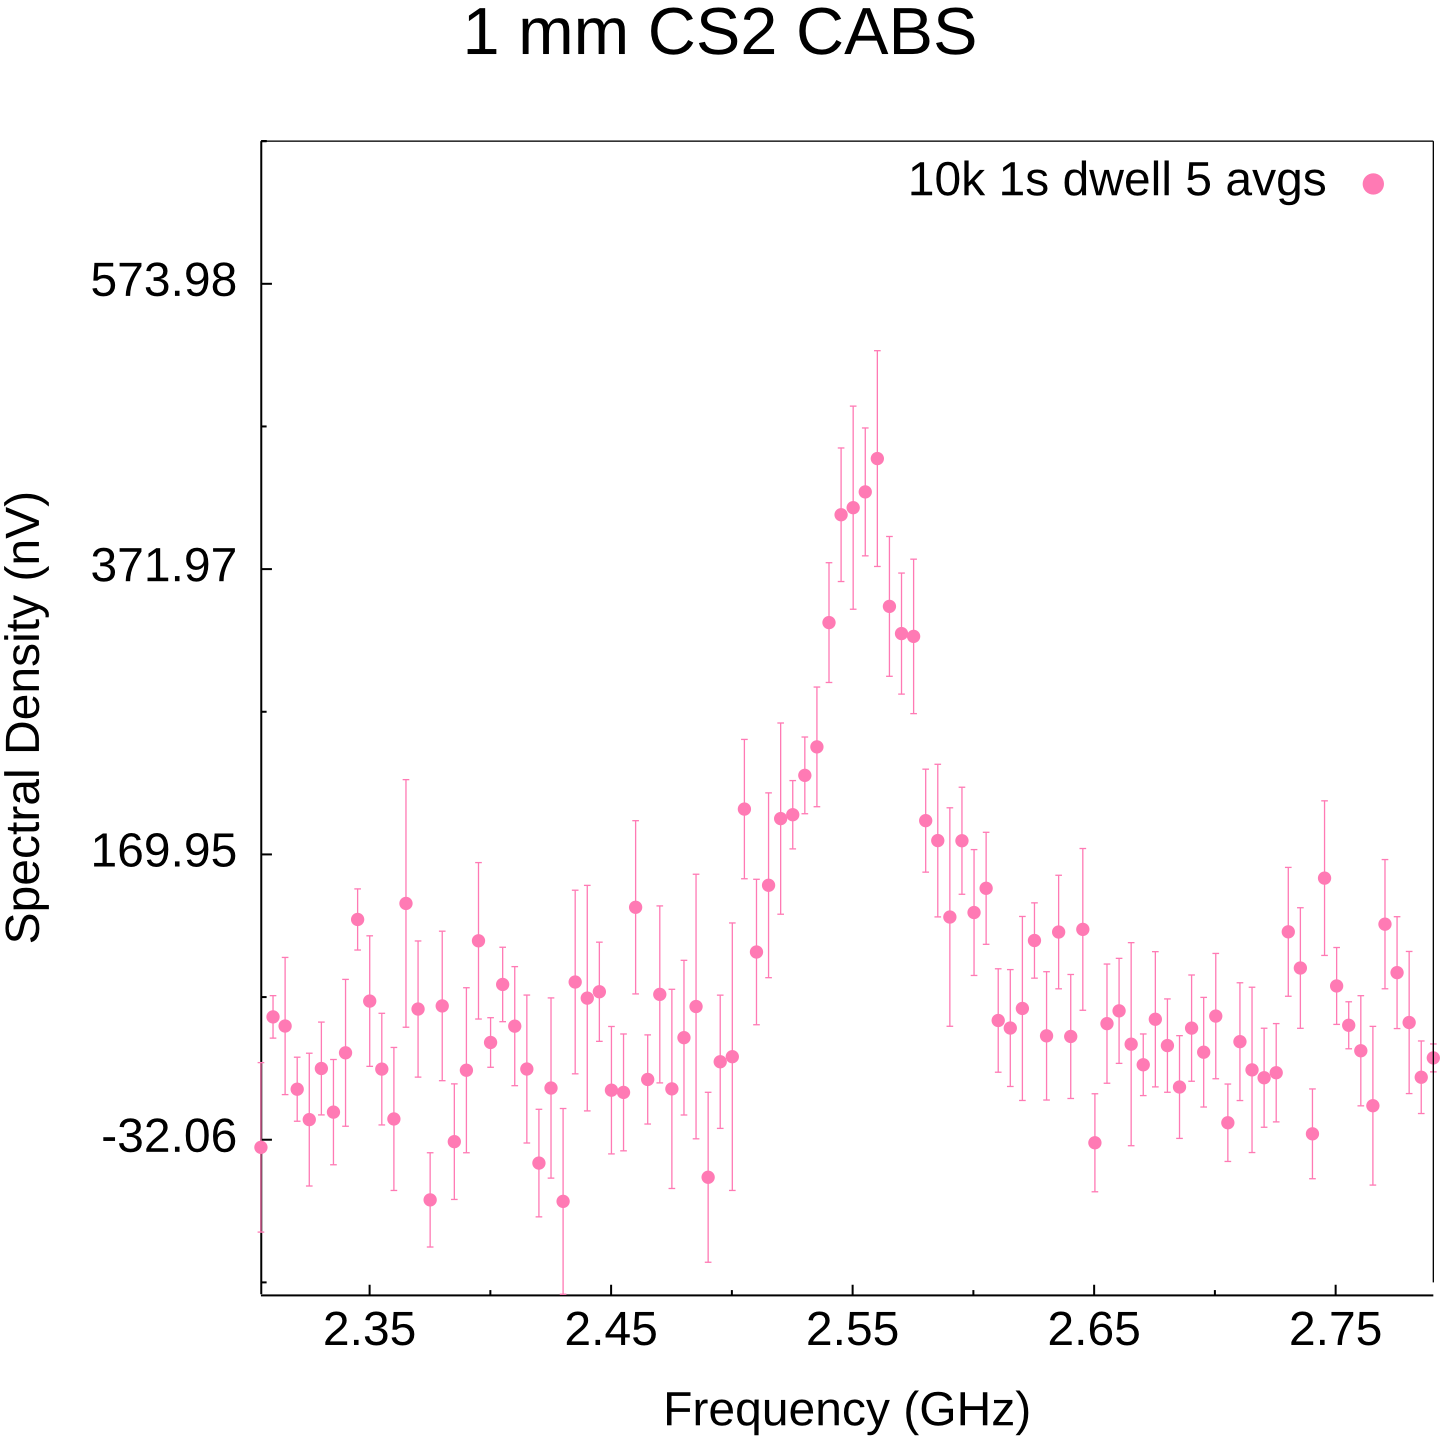 1 mm CS2 CABS
10k 1s dwell 5 avgs
573.98
371.97
169.95
-32.06
Spectral Density (nV)
2.35 2.45 2.55 2.65 2.75
Frequency (GHz)